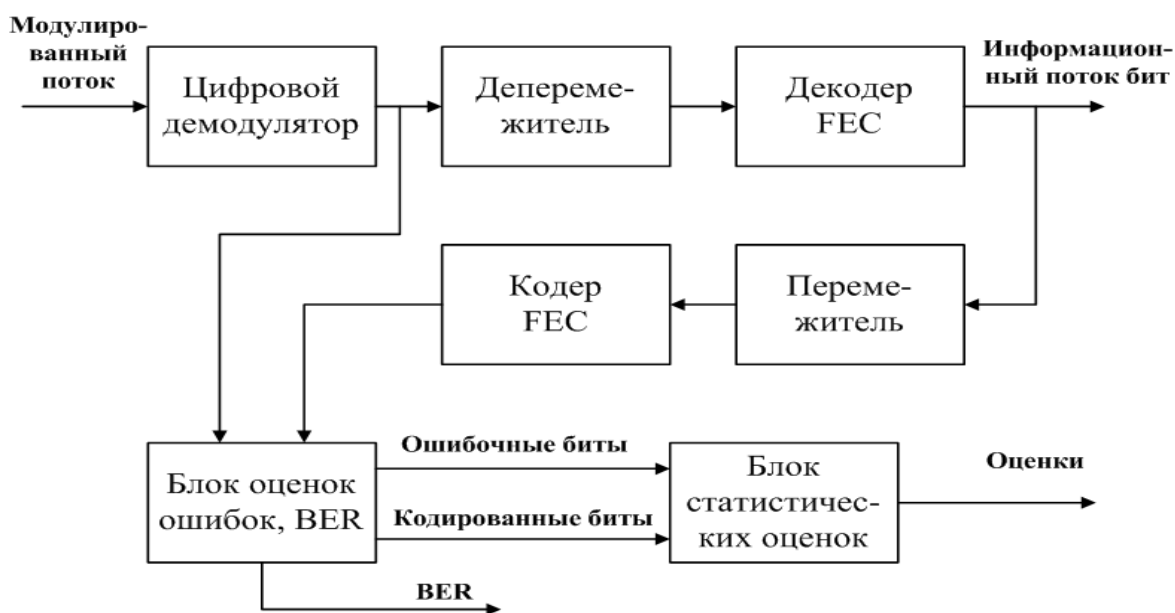 Модулиро-
ванный
поток
Цифровой
демодулятор
Депереме-
житель
Декодер
FEC
Информацион-
ный поток бит
Кодер
FEC
Переме-
житель
Блок оценок
ошибок, BER
Ошибочные биты
Кодированные биты
BER
Блок
статистичес-
ких оценок
Оценки